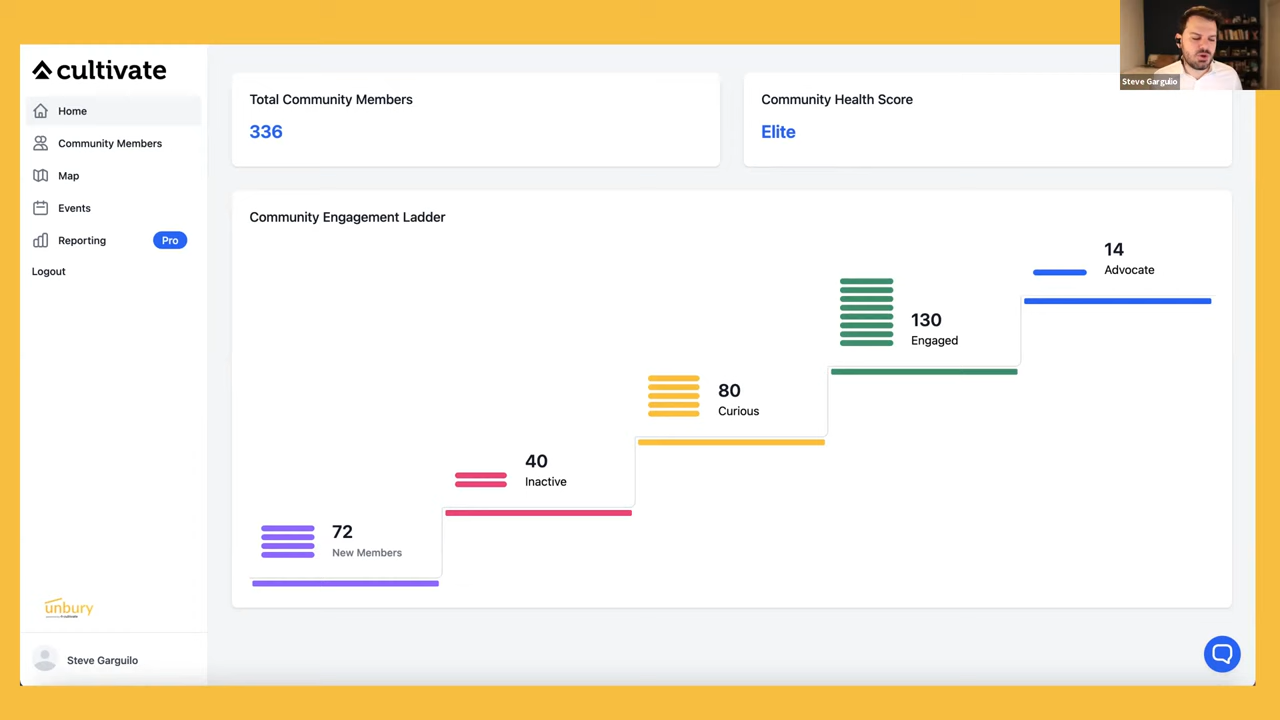 cultivate
Home
Community Members
Map
Events
Reporting
Pro
Logout
unbury
Steve Garguilo
Total Community Members
336
Community Health Score
Elite
Community Engagement Ladder
72
New Members
40
Inactive
80
Curious
130
Engaged
14
Advocate
Steve Garguilo